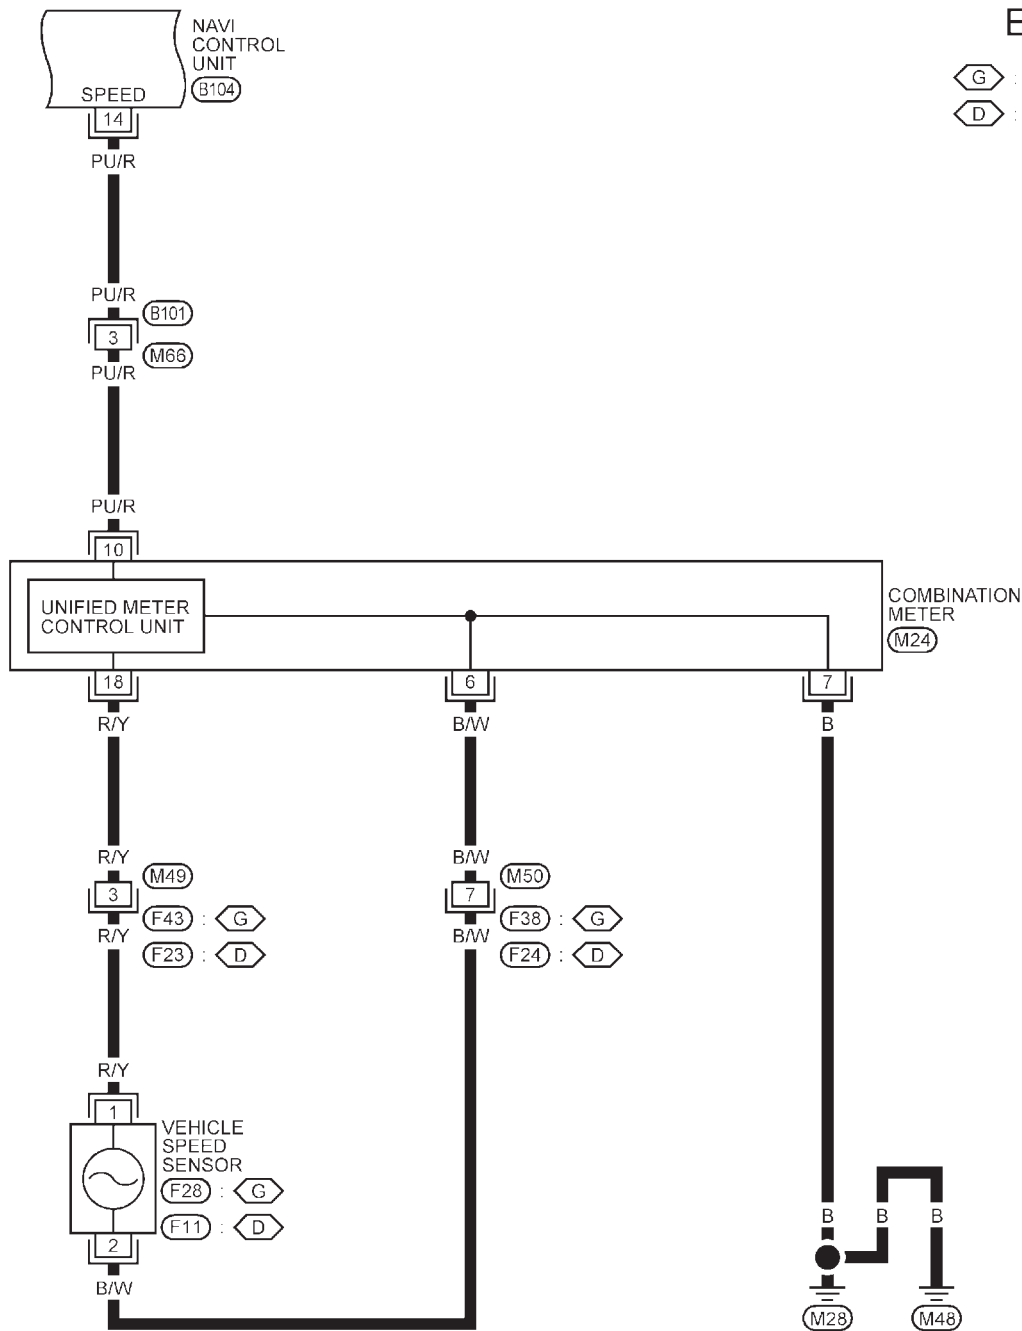 NAVI
CONTROL
UNIT
B104
E
G :
D :
SPEED
14
PU/R
PU/R
B101
3
M66
PU/R
PU/R
10
UNIFIED METER
CONTROL UNIT
COMBINATION
METER
M24
18
6
7
R/Y
B/W
B
R/Y
B/W
M49
M50
3
7
F43 : G
F38 : G
R/Y
B/W
F23 : D
F24 : D
R/Y
1
VEHICLE
SPEED
SENSOR
F28 : G
F11 : D
2
B/W
B
B
B
M28
M48